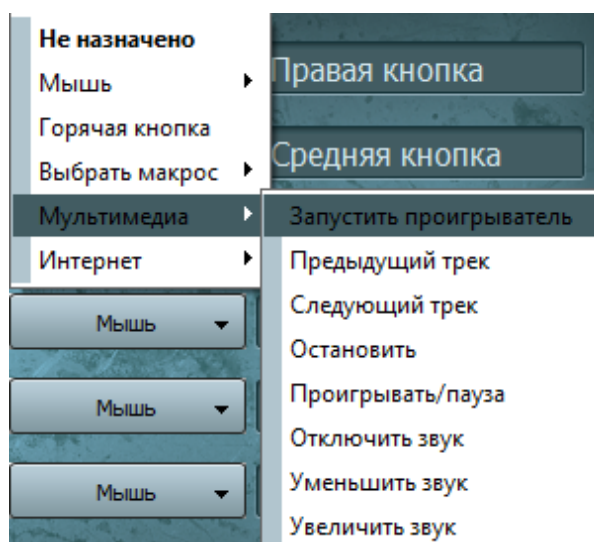 Не назначено
Мышь
Горячая кнопка
Выбрать макрос
Мультимедиа
Интернет
Правая кнопка
Средняя кнопка
Запустить проигрыватель
Предыдущий трек
Следующий трек
Остановить
Проигрывать/пауза
Отключить звук
Уменьшить звук
Увеличить звук
Мышь
Мышь
Мышь